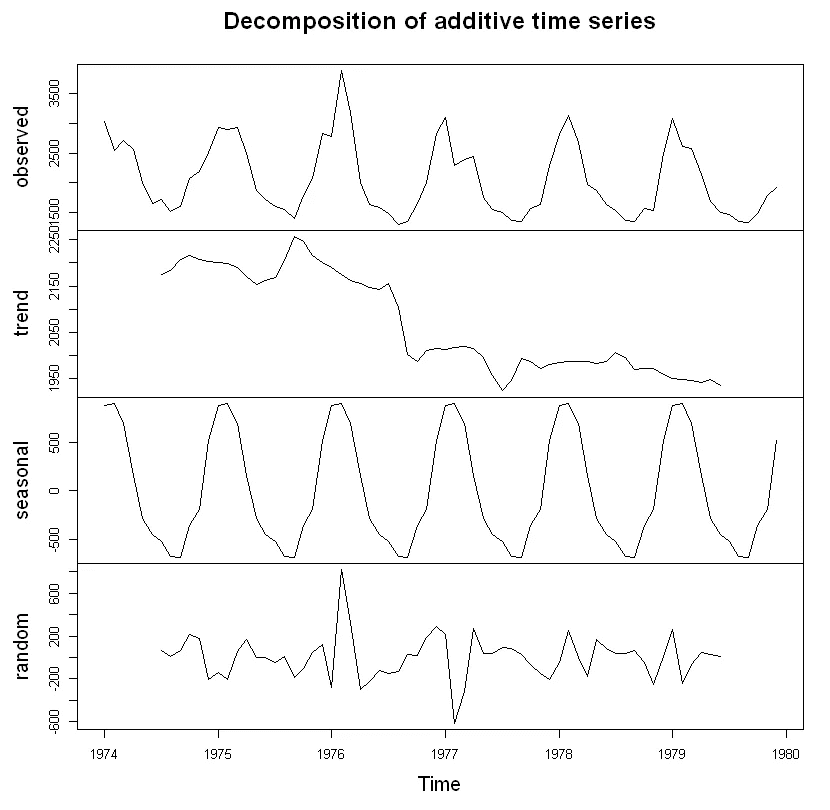 Decomposition of additive time series
observed
1500 2500 3500
trend
1950 2050 2150 2250
seasonal
-500 0 500
random
-600 -200 200 600
1974 1975 1976 1977 1978 1979 1980
Time